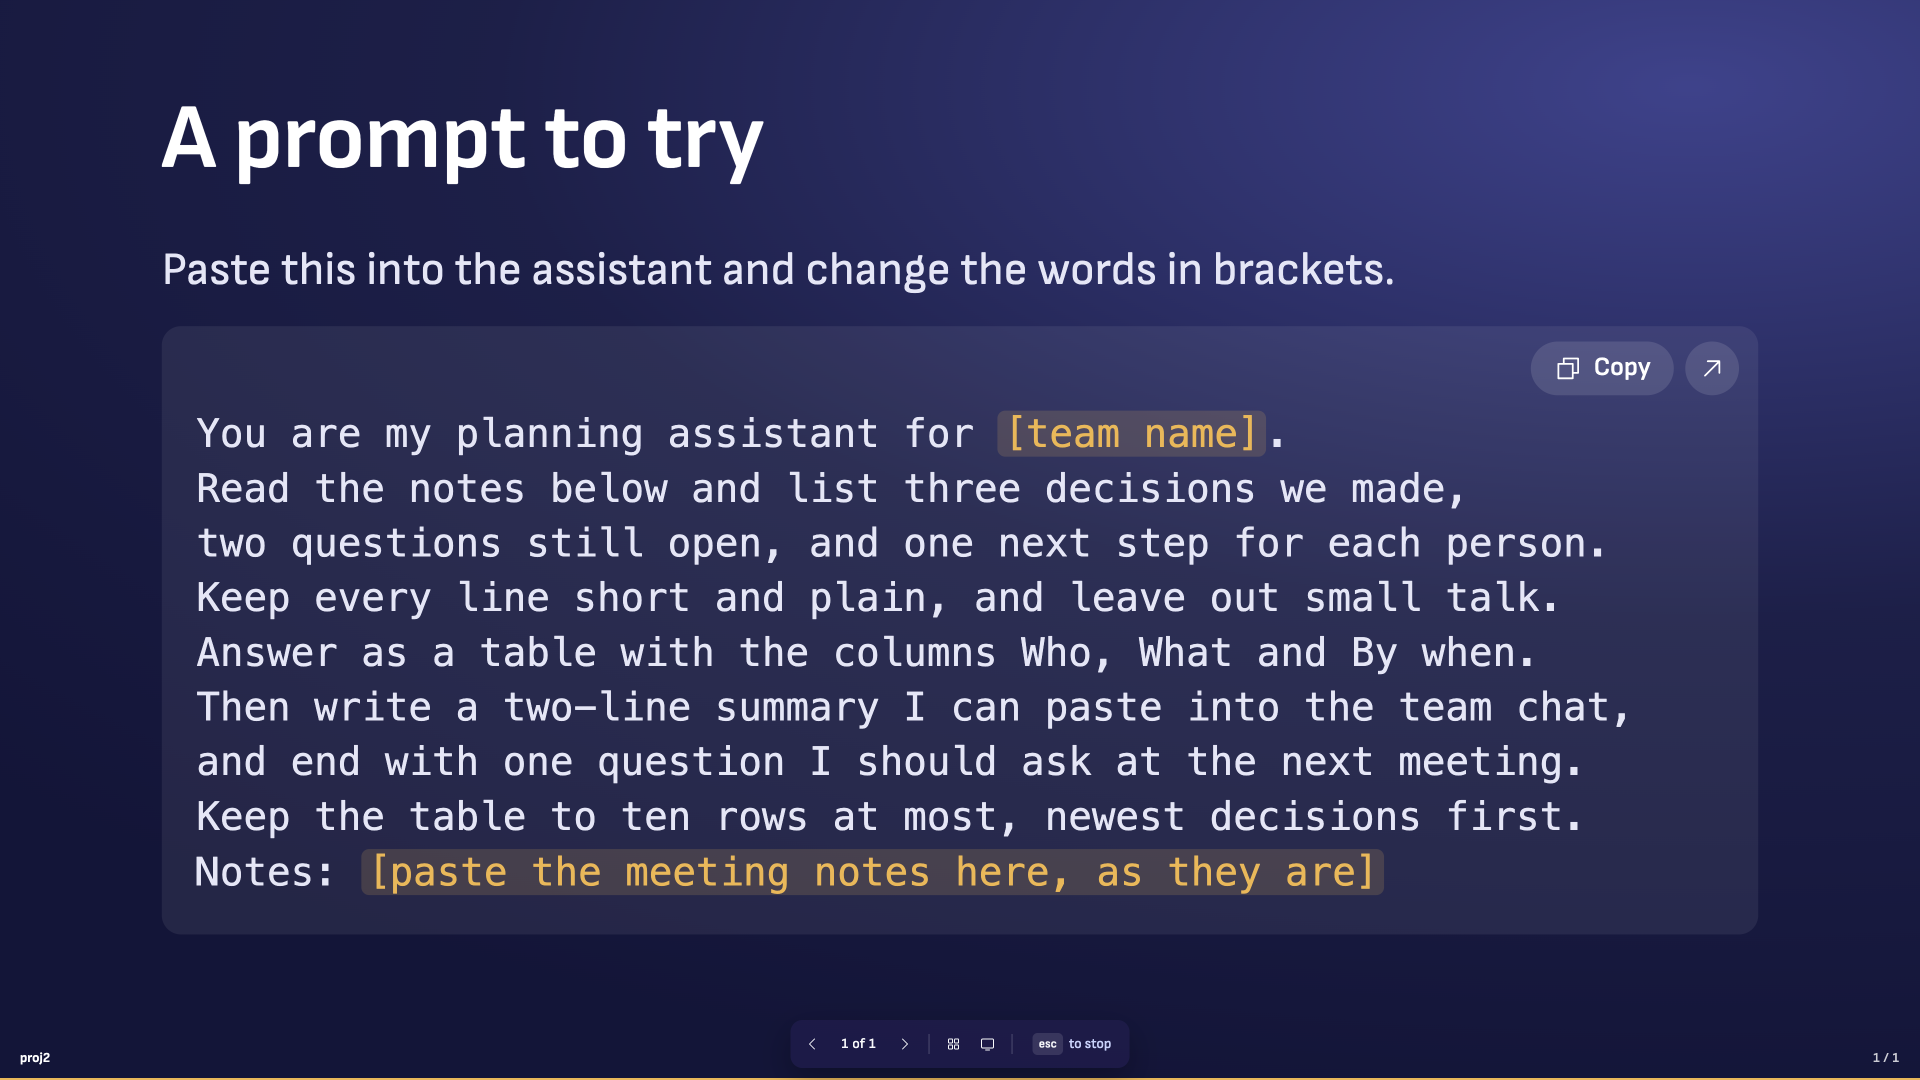 A prompt to try
Paste this into the assistant and change the words in brackets.
Copy
You are my planning assistant for [team name].
Read the notes below and list three decisions we made,
two questions still open, and one next step for each person.
Keep every line short and plain, and leave out small talk.
Answer as a table with the columns Who, What and By when.
Then write a two-line summary I can paste into the team chat,
and end with one question I should ask at the next meeting.
Keep the table to ten rows at most, newest decisions first.
Notes: [paste the meeting notes here, as they are]
proj2
1 of 1
esc to stop
1 / 1